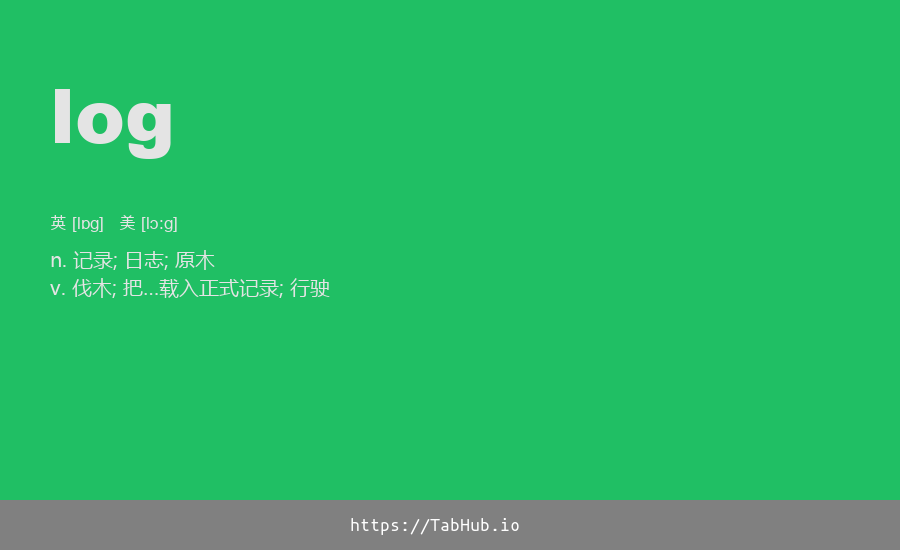 log
英 [lɒg] 美 [lɔːg]
n. 记录; 日志; 原木
v. 伐木; 把...载入正式记录; 行驶
https://TabHub.io